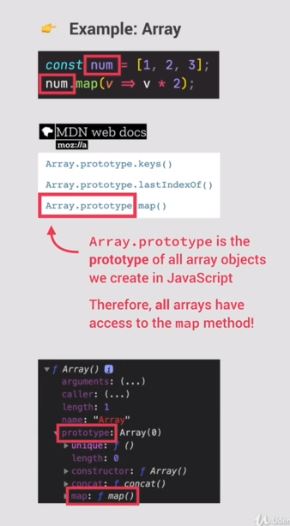 👉 Example: Array
const num = [1, 2, 3];
num.map(v => v * 2);
MDN web docs
moz://a
Array.prototype.keys()
Array.prototype.lastIndexOf()
Array.prototype.map()
Array.prototype is the
prototype of all array objects
we create in JavaScript
Therefore, all arrays have
access to the map method!
▼ ƒ Array() i
arguments: (...)
caller: (...)
length: 1
name: "Array"
▼ prototype: Array(0)
▶ unique: ƒ ()
length: 0
▶ constructor: ƒ Array()
▶ concat: ƒ concat()
▶ map: ƒ map()